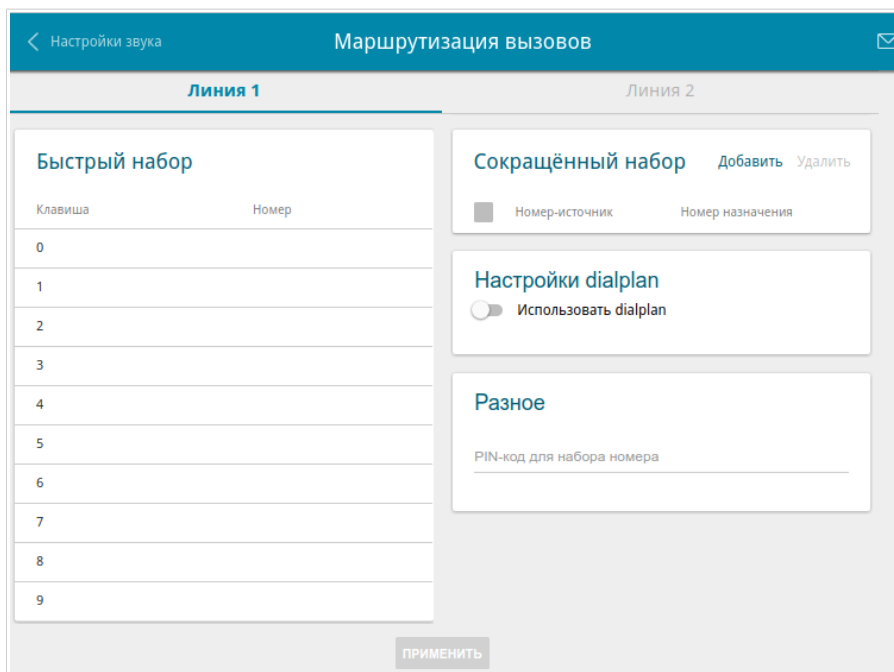 Настройки звука
Маршрутизация вызовов
Линия 1
Линия 2
Быстрый набор
Клавиша Номер
0
1
2
3
4
5
6
7
8
9
Сокращённый набор Добавить Удалить
Номер-источник Номер назначения
Настройки dialplan
Использовать dialplan
Разное
PIN-код для набора номера
ПРИМЕНИТЬ